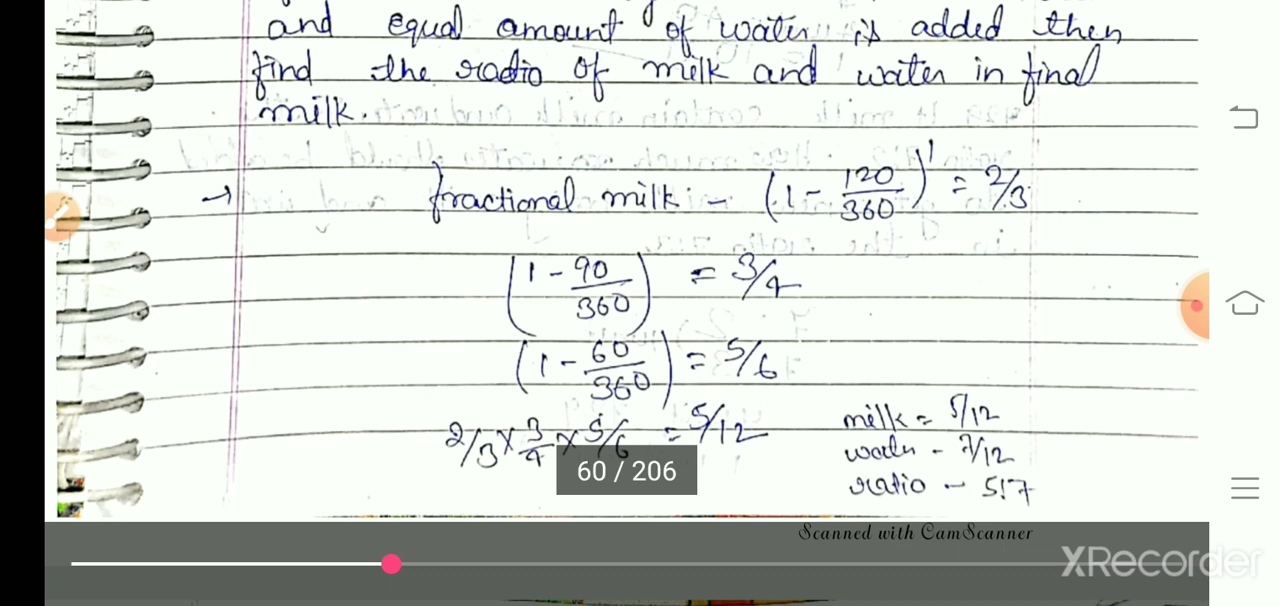 and equal amount of water is added then
find the radio of milk and water in final
milk.
→ fractional milk - (1 - 120/360)^1 = 2/3
(1 - 90/360) = 3/4
(1 - 60/360) = 5/6
2/3 × 3/4 × 5/6 = 5/12
milk = 5/12
water - 7/12
ratio - 5:7
60 / 206
Scanned with CamScanner
XRecorder